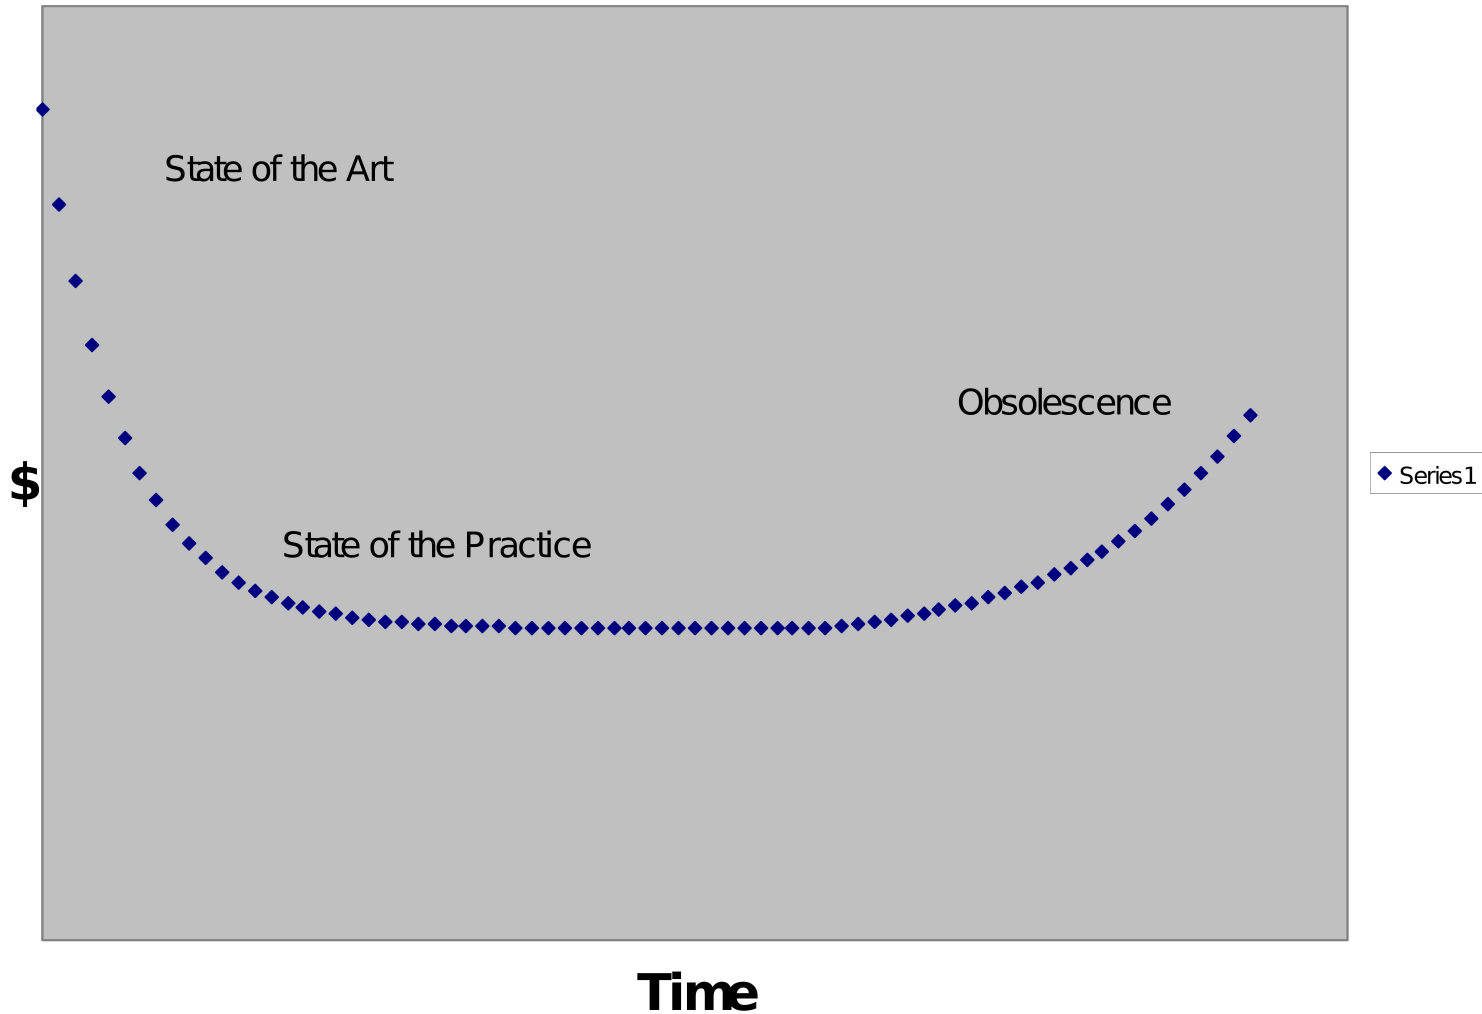 State of the Art
Obsolescence
$
Series1
State of the Practice
Time